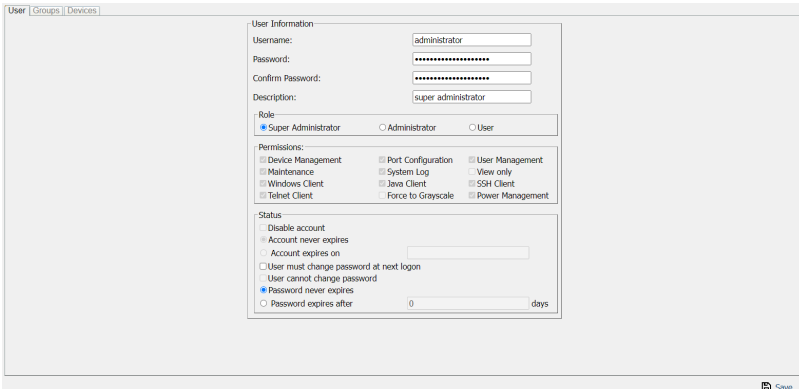 User Groups Devices
User Information
Username: administrator
Password: ••••••••••••••••••••
Confirm Password: ••••••••••••••••••••
Description: super administrator
Role
Super Administrator Administrator User
Permissions:
Device Management Port Configuration User Management
Maintenance System Log View only
Windows Client Java Client SSH Client
Telnet Client Force to Grayscale Power Management
Status
Disable account
Account never expires
Account expires on
User must change password at next logon
User cannot change password
Password never expires
Password expires after 0 days
Save